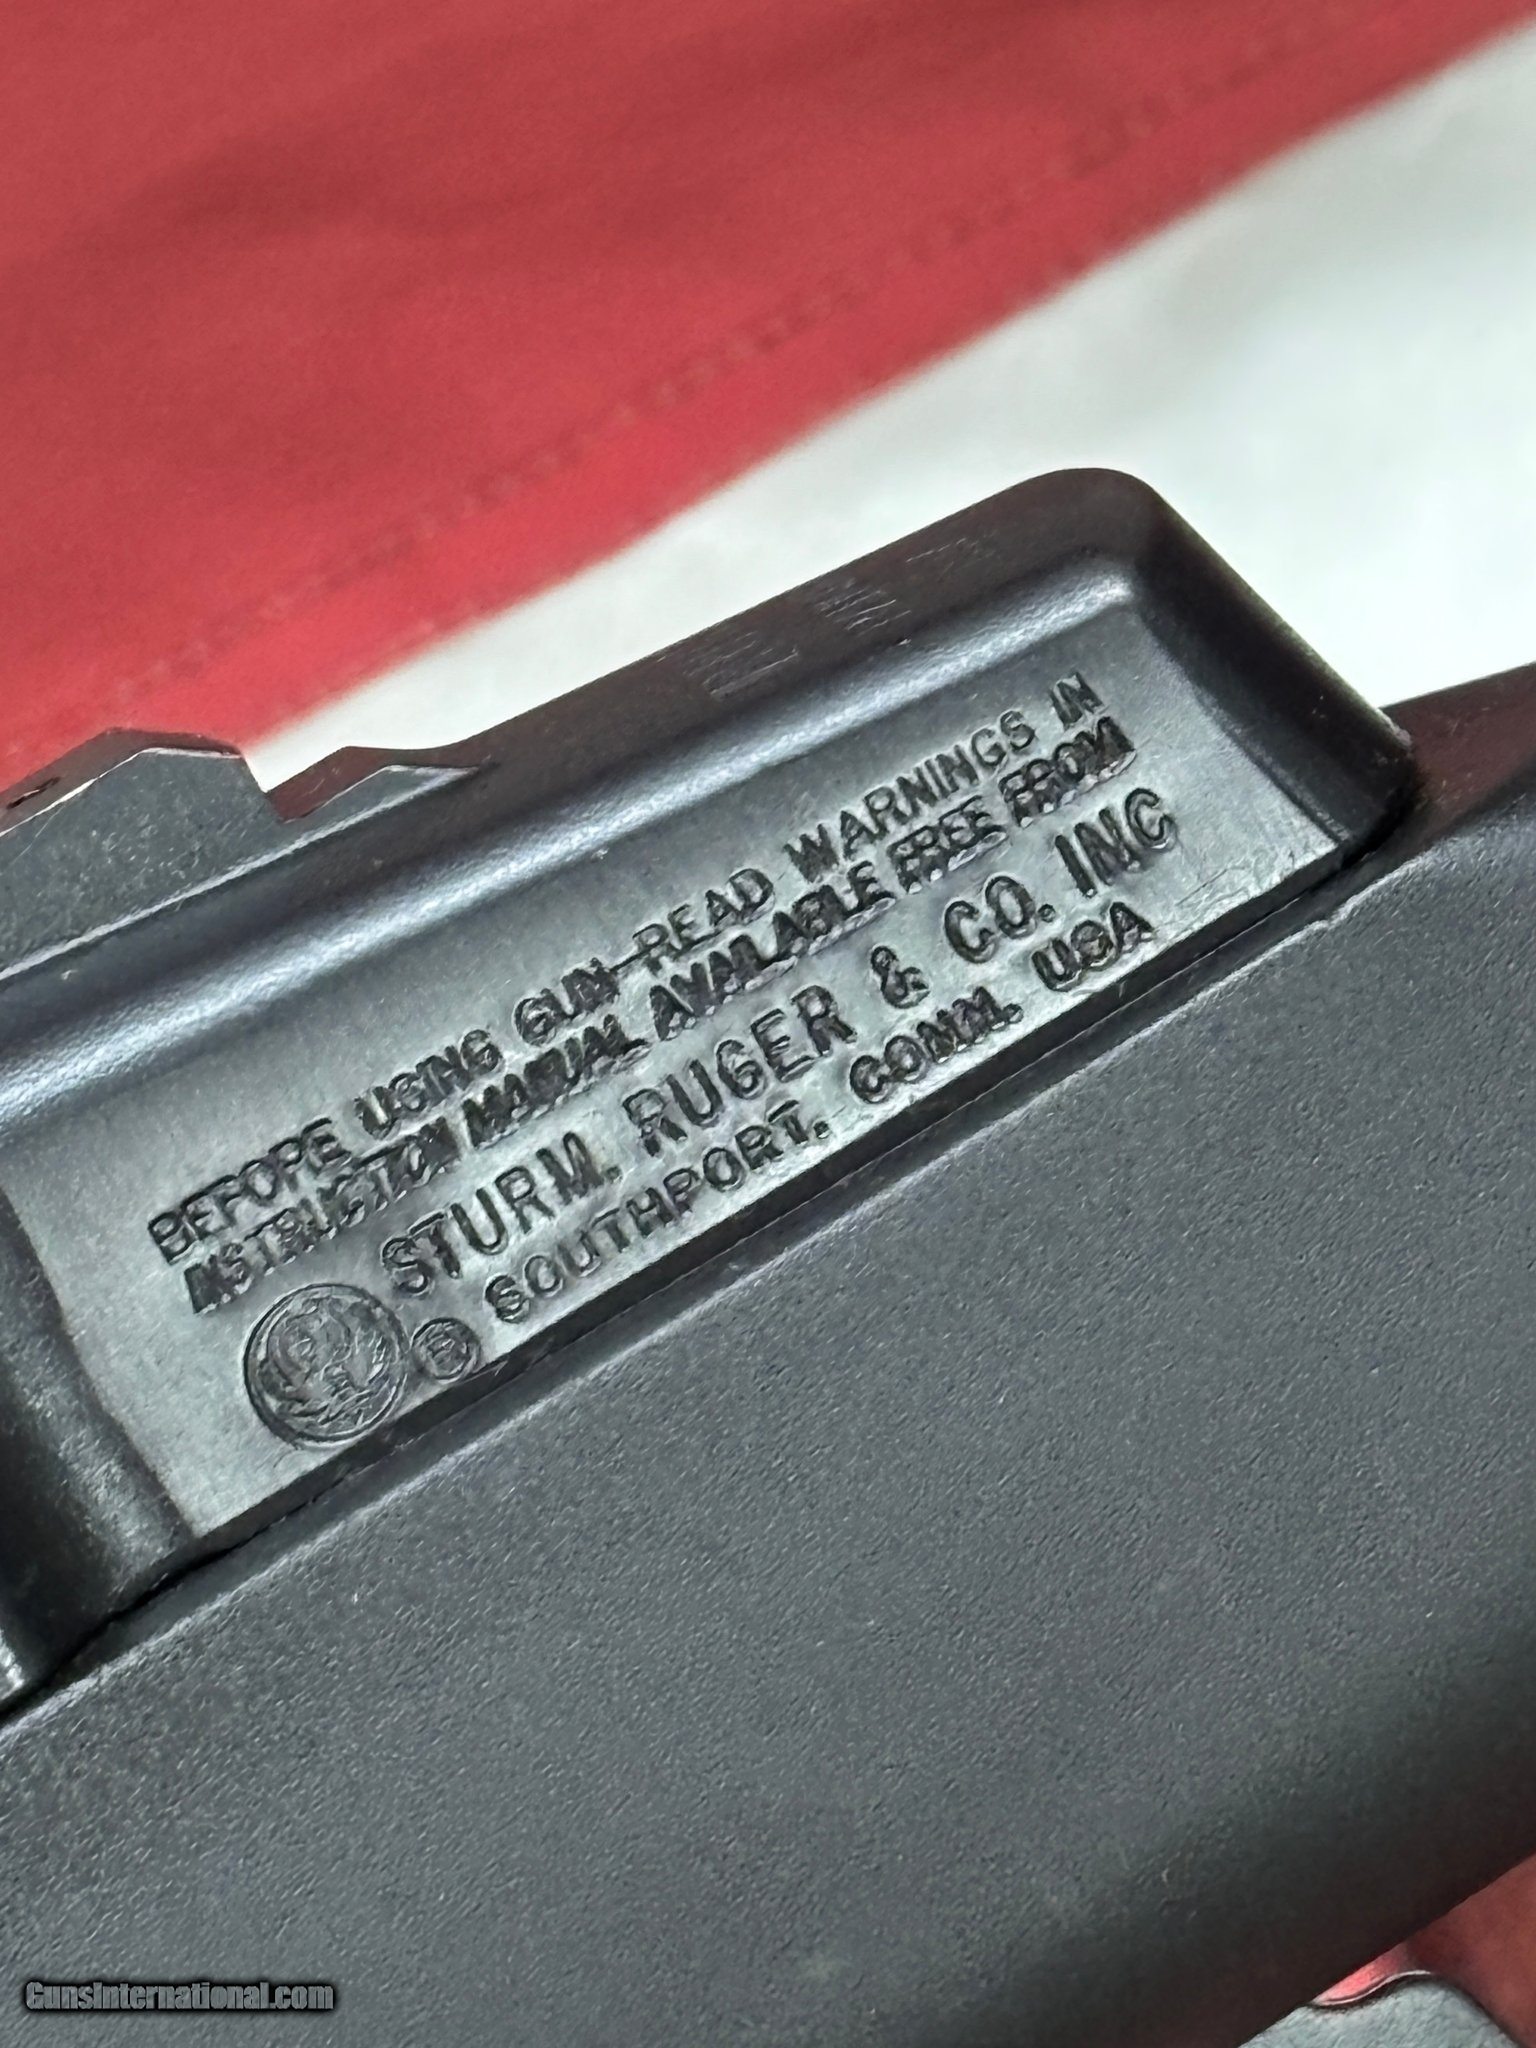 BEFORE USING GUN-READ WARNINGS IN
INSTRUCTION MANUAL AVAILABLE FREE FROM
STURM, RUGER & CO. INC
® SOUTHPORT, CONN. USA
GunsInternational.com